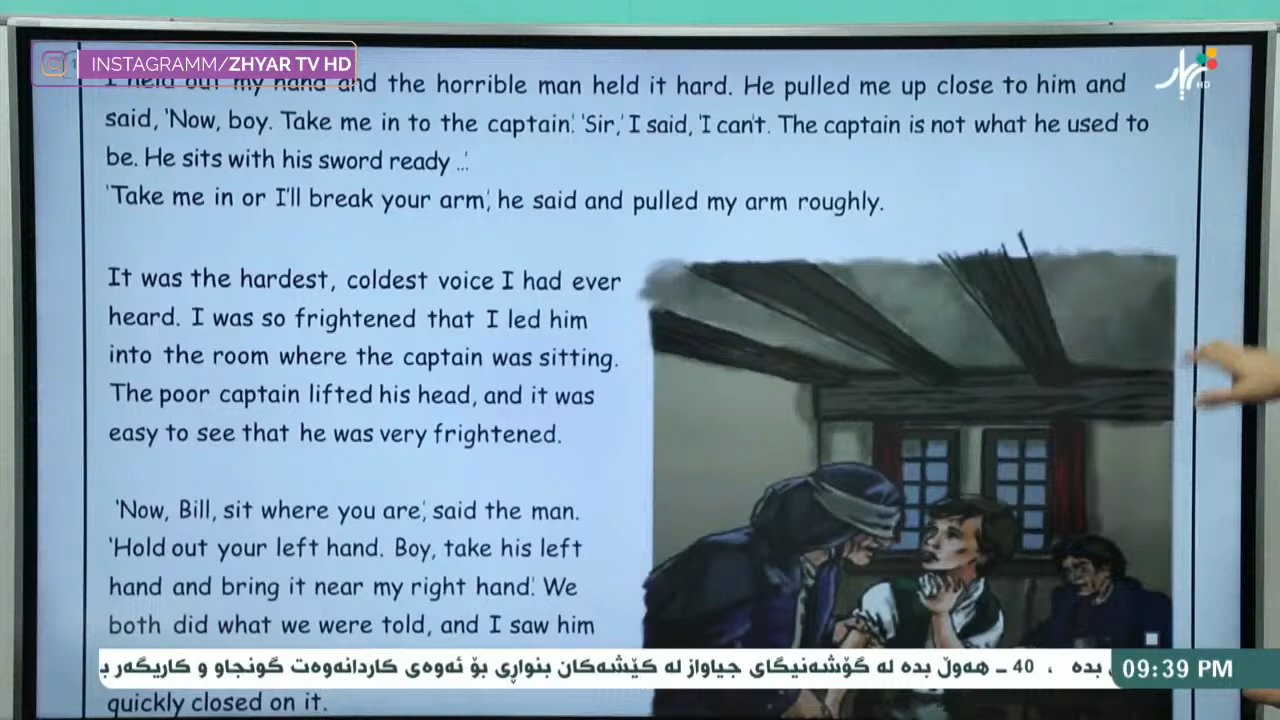 INSTAGRAMM/ZHYAR TV HD
I held out my hand and the horrible man held it hard. He pulled me up close to him and
said, 'Now, boy. Take me in to the captain.' 'Sir,' I said, 'I can't. The captain is not what he used to
be. He sits with his sword ready ...'
'Take me in or I'll break your arm', he said and pulled my arm roughly.
It was the hardest, coldest voice I had ever
heard. I was so frightened that I led him
into the room where the captain was sitting.
The poor captain lifted his head, and it was
easy to see that he was very frightened.
'Now, Bill, sit where you are', said the man.
'Hold out your left hand. Boy, take his left
hand and bring it near my right hand.' We
both did what we were told, and I saw him
quickly closed on it.
بدە ، 40 ـ هەوڵ بدە لە گۆشەنیگای جیاواز لە کێشەکان بنواڕی بۆ ئەوەی کاردانەوەت گونجاو و کاریگەر ب
09:39 PM
HD